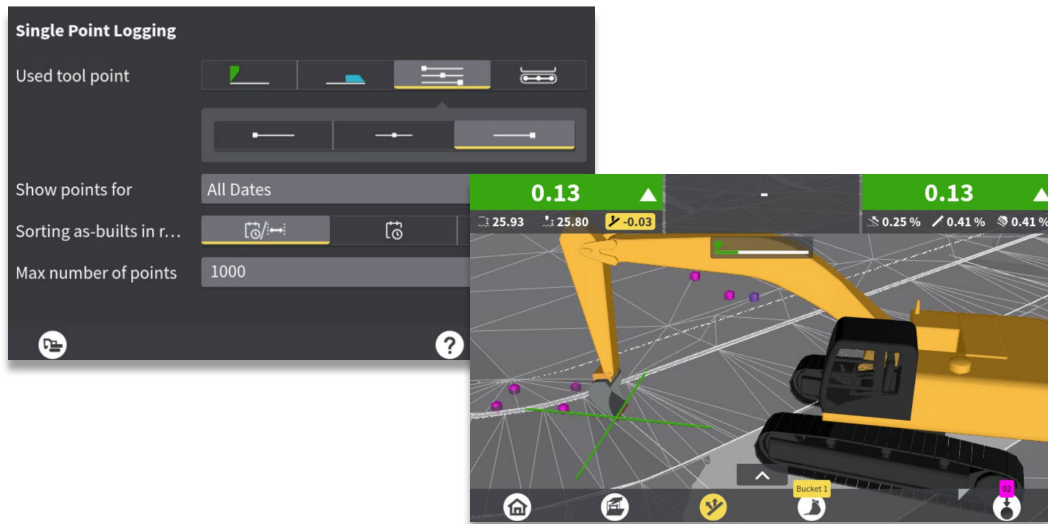 Single Point Logging
Used tool point
Show points for
All Dates
Sorting as-builts in r...
Max number of points
1000
?
0.13
-
0.13
25.93
25.80
-0.03
0.25 %
0.41 %
0.41 %
Bucket 1
02